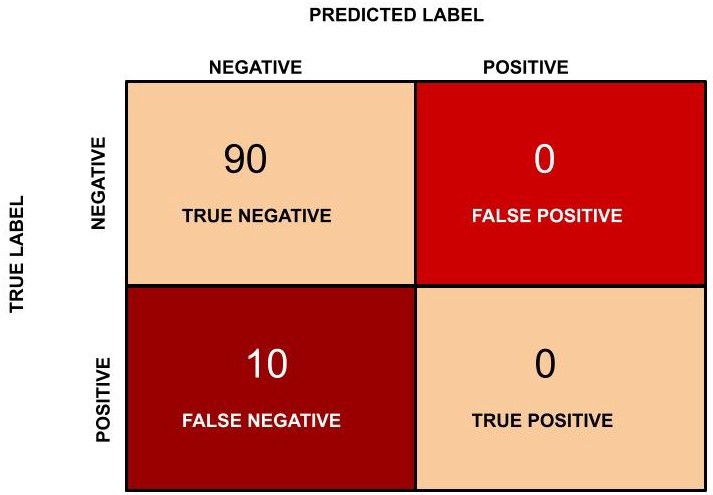 PREDICTED LABEL
NEGATIVE
POSITIVE
TRUE LABEL
NEGATIVE
90
TRUE NEGATIVE
0
FALSE POSITIVE
POSITIVE
10
FALSE NEGATIVE
0
TRUE POSITIVE